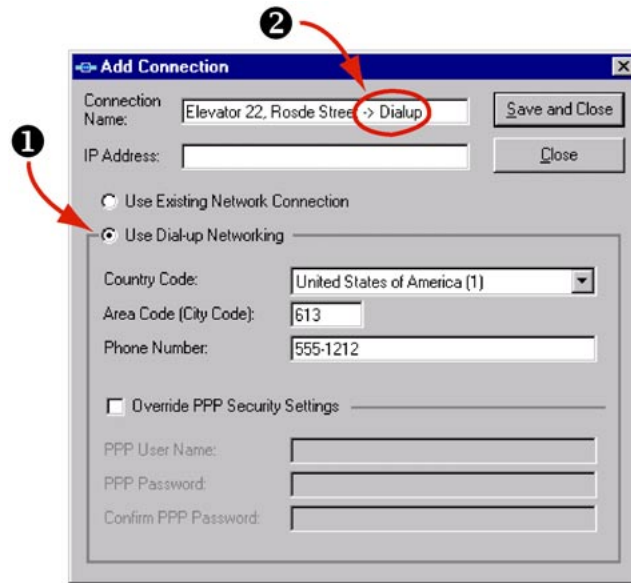 ❷
Add Connection
Connection Name: Elevator 22, Rosde Stree -> Dialup Save and Close
❶
IP Address: Close
Use Existing Network Connection
Use Dial-up Networking
Country Code: United States of America (1)
Area Code (City Code): 613
Phone Number: 555-1212
Override PPP Security Settings
PPP User Name:
PPP Password:
Confirm PPP Password: